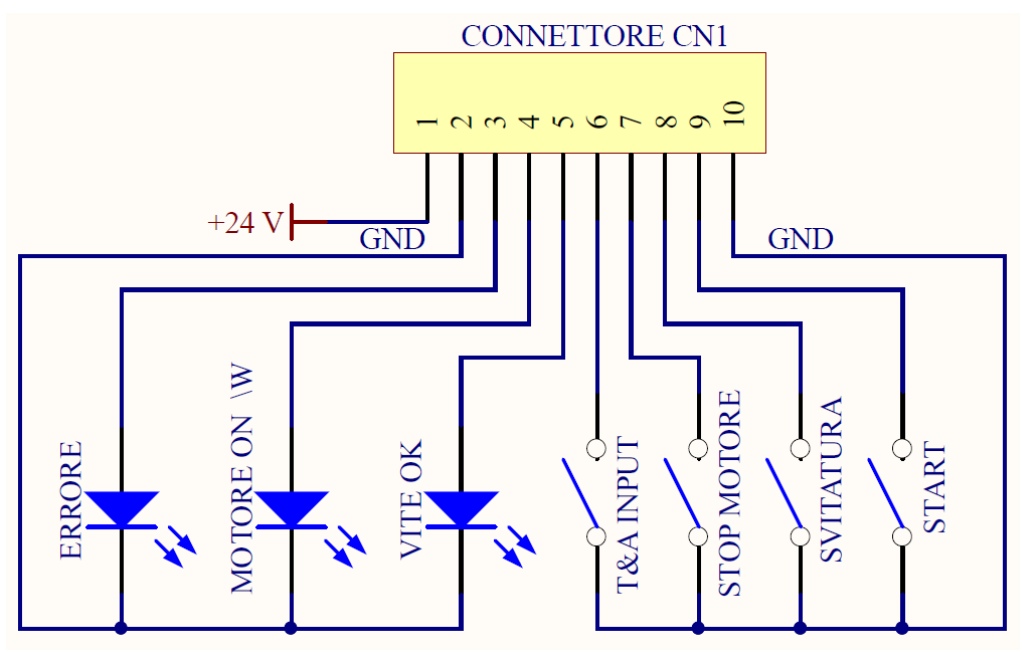 CONNETTORE CN1
1 2 3 4 5 6 7 8 9 10
+24 V
GND
GND
ERRORE
MOTORE ON \W
VITE OK
T&A INPUT
STOP MOTORE
SVITATURA
START